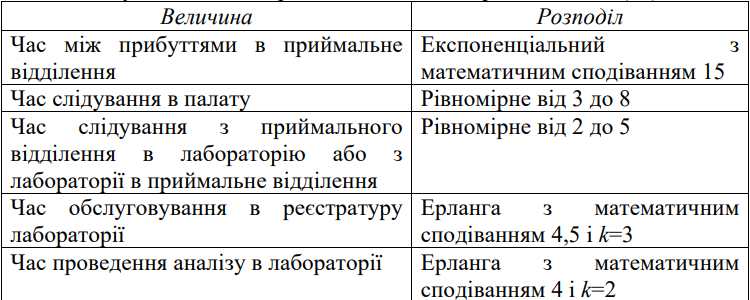 Величина Розподіл
Час між прибуттями в приймальне Експоненціальний з
відділення математичним сподіванням 15
Час слідування в палату Рівномірне від 3 до 8
Час слідування з приймального Рівномірне від 2 до 5
відділення в лабораторію або з
лабораторії в приймальне відділення
Час обслуговування в реєстратуру Ерланга з математичним
лабораторії сподіванням 4,5 і k=3
Час проведення аналізу в лабораторії Ерланга з математичним
сподіванням 4 і k=2